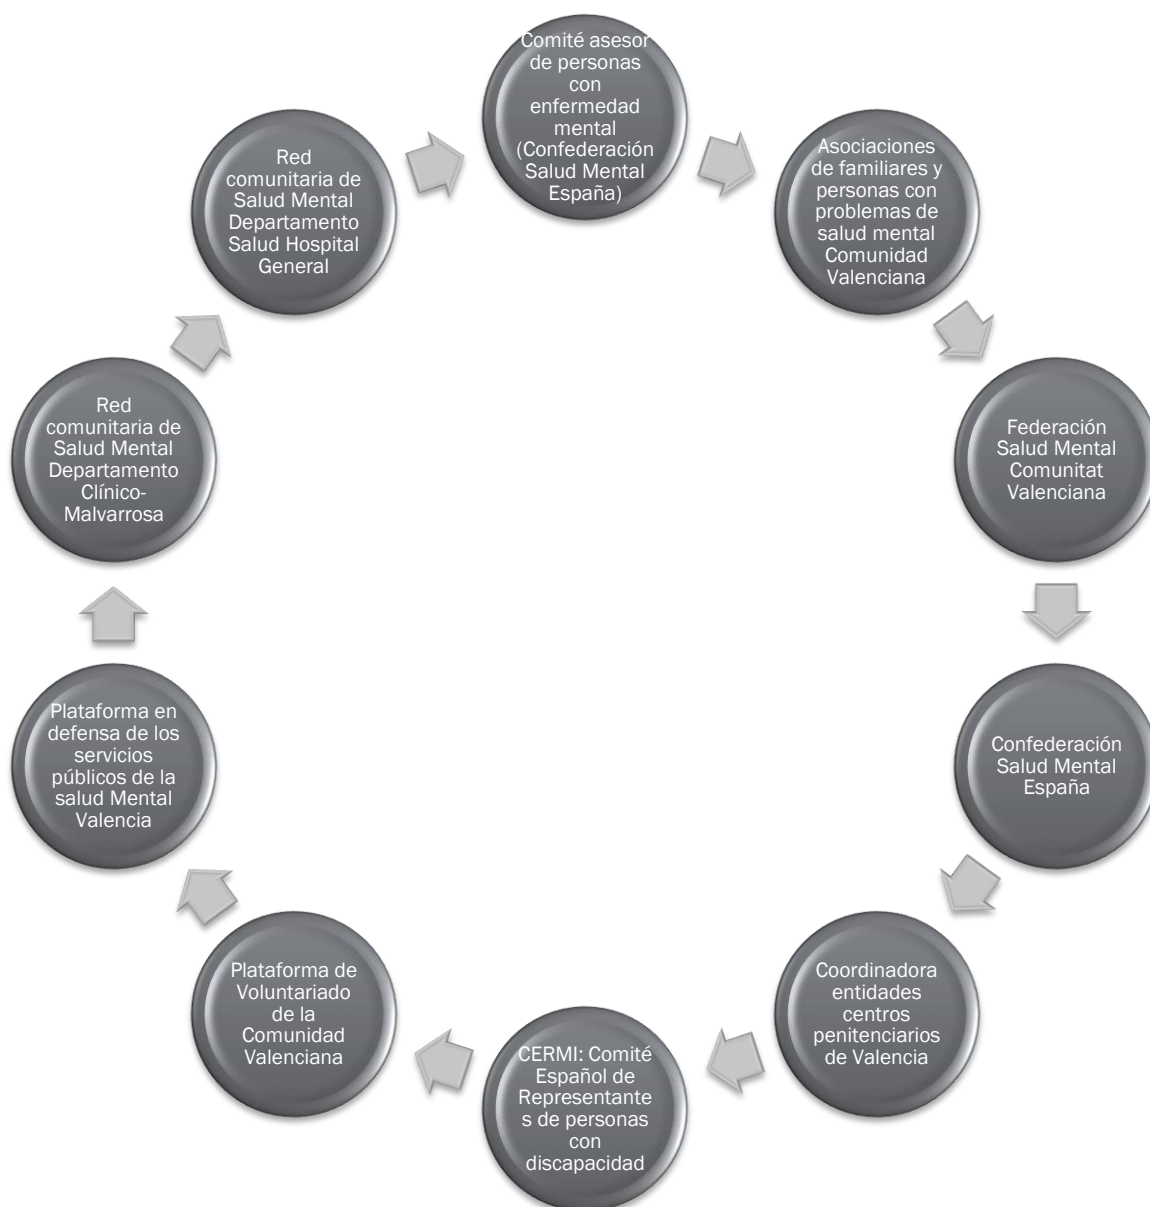 Comité asesor
de personas
con
enfermedad
mental
(Confederación
Salud Mental
España)
Asociaciones
de familiares y
personas con
problemas de
salud mental
Comunidad
Valenciana
Federación
Salud Mental
Comunitat
Valenciana
Confederación
Salud Mental
España
Coordinadora
entidades
centros
penitenciarios
de Valencia
CERMI: Comité
Español de
Representante
s de personas
con
discapacidad
Plataforma de
Voluntariado
de la
Comunidad
Valenciana
Plataforma en
defensa de los
servicios
públicos de la
salud Mental
Valencia
Red
comunitaria de
Salud Mental
Departamento
Clínico-
Malvarrosa
Red
comunitaria de
Salud Mental
Departamento
Salud Hospital
General